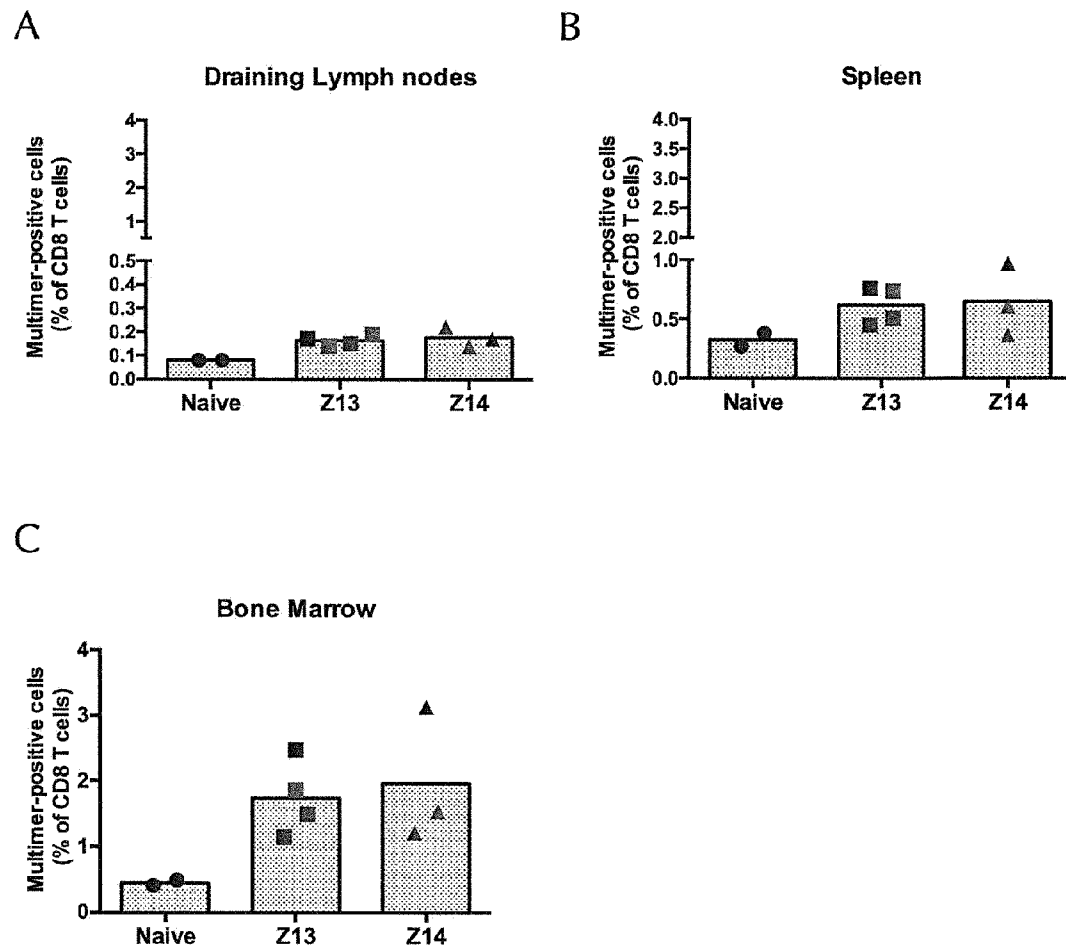 A
Draining Lymph nodes
Multimer-positive cells
(% of CD8 T cells)
4
3
2
1
0.5
0.4
0.3
0.2
0.1
0.0
Naive Z13 Z14
B
Spleen
Multimer-positive cells
(% of CD8 T cells)
4.0
3.5
3.0
2.5
2.0
1.0
0.5
0.0
Naive Z13 Z14
C
Bone Marrow
Multimer-positive cells
(% of CD8 T cells)
4
3
2
1
0
Naive Z13 Z14